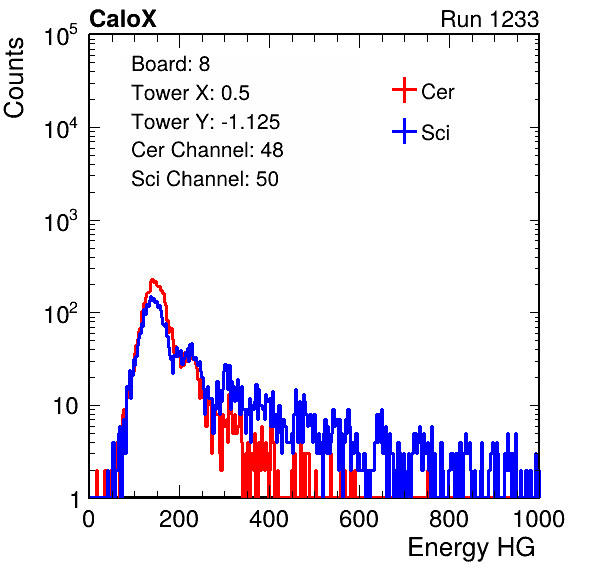 CaloX Run 1233
Counts
10^5
10^4
10^3
10^2
10
1
Board: 8
Tower X: 0.5
Tower Y: -1.125
Cer Channel: 48
Sci Channel: 50
Cer
Sci
0 200 400 600 800 1000
Energy HG